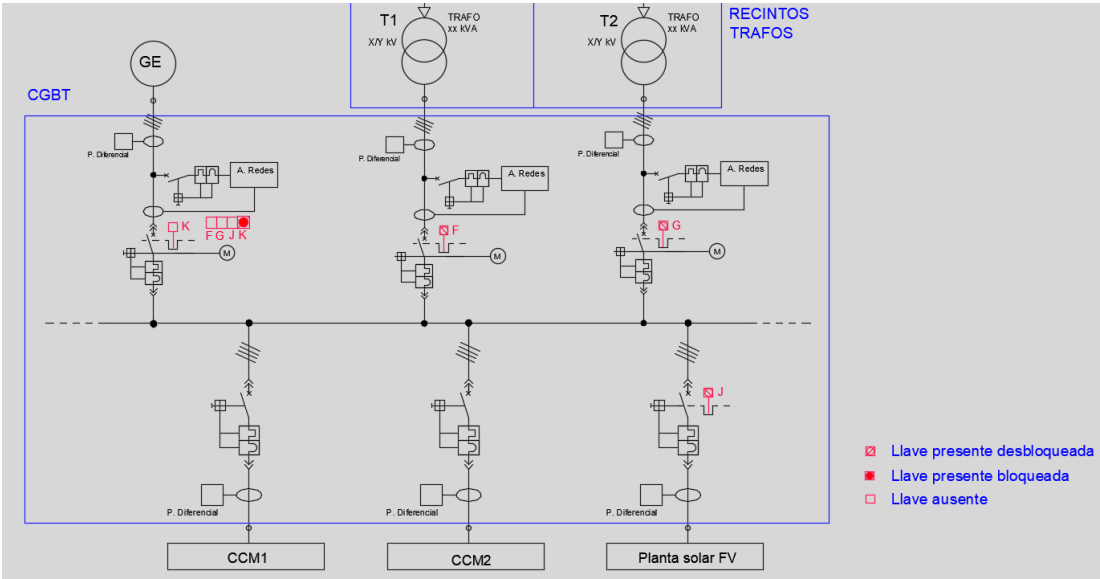 T1
TRAFO
xx kVA
X/Y kV
T2
TRAFO
xx kVA
X/Y kV
RECINTOS
TRAFOS
GE
CGBT
P. Diferencial
A. Redes
P. Diferencial
A. Redes
P. Diferencial
A. Redes
K
F G J K
F
G
M
M
M
J
P. Diferencial
P. Diferencial
P. Diferencial
CCM1
CCM2
Planta solar FV
Llave presente desbloqueada
Llave presente bloqueada
Llave ausente